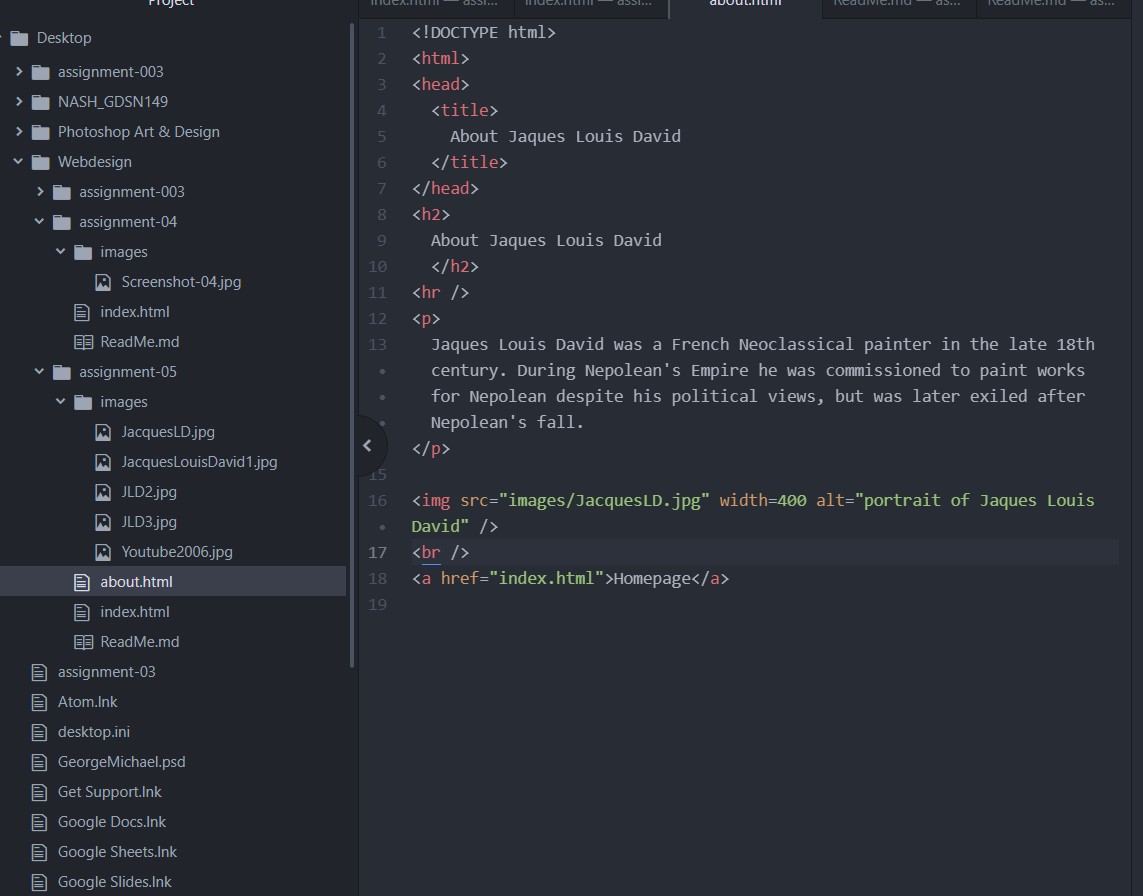 Project
Desktop
assignment-003
NASH_GDSN149
Photoshop Art & Design
Webdesign
assignment-003
assignment-04
images
Screenshot-04.jpg
index.html
ReadMe.md
assignment-05
images
JacquesLD.jpg
JacquesLouisDavid1.jpg
JLD2.jpg
JLD3.jpg
Youtube2006.jpg
about.html
index.html
ReadMe.md
assignment-03
Atom.lnk
desktop.ini
GeorgeMichael.psd
Get Support.lnk
Google Docs.lnk
Google Sheets.lnk
Google Slides.lnk
index.html — assi... index.html — assi... about.html ReadMe.md — as... ReadMe.md — as...
1 <!DOCTYPE html>
2 <html>
3 <head>
4 <title>
5 About Jaques Louis David
6 </title>
7 </head>
8 <h2>
9 About Jaques Louis David
10 </h2>
11 <hr />
12 <p>
13 Jaques Louis David was a French Neoclassical painter in the late 18th
• century. During Nepolean's Empire he was commissioned to paint works
• for Nepolean despite his political views, but was later exiled after
• Nepolean's fall.
</p>
15
16 <img src="images/JacquesLD.jpg" width=400 alt="portrait of Jaques Louis
• David" />
17 <br />
18 <a href="index.html">Homepage</a>
19